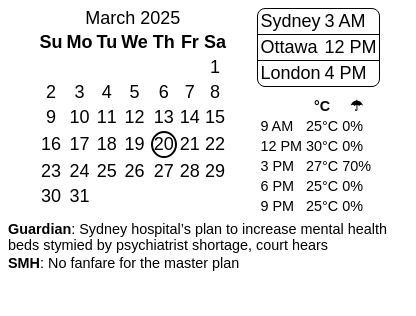 March 2025
Su Mo Tu We Th Fr Sa
1
2 3 4 5 6 7 8
9 10 11 12 13 14 15
16 17 18 19 20 21 22
23 24 25 26 27 28 29
30 31
Sydney 3 AM
Ottawa 12 PM
London 4 PM
°C ☂
9 AM 25°C 0%
12 PM 30°C 0%
3 PM 27°C 70%
6 PM 25°C 0%
9 PM 25°C 0%
Guardian: Sydney hospital’s plan to increase mental health
beds stymied by psychiatrist shortage, court hears
SMH: No fanfare for the master plan